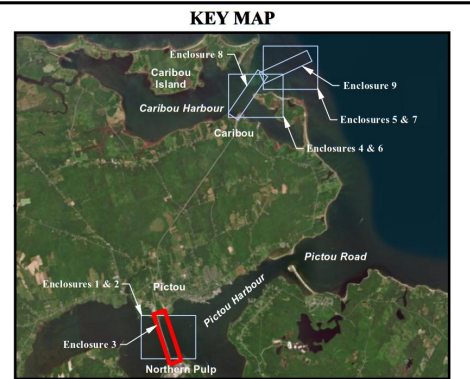 KEY MAP
Enclosure 8
Caribou
Island
Enclosure 9
Caribou Harbour
Enclosures 5 & 7
Caribou
Enclosures 4 & 6
Pictou Road
Enclosures 1 & 2
Pictou
Pictou Harbour
Enclosure 3
Northern Pulp